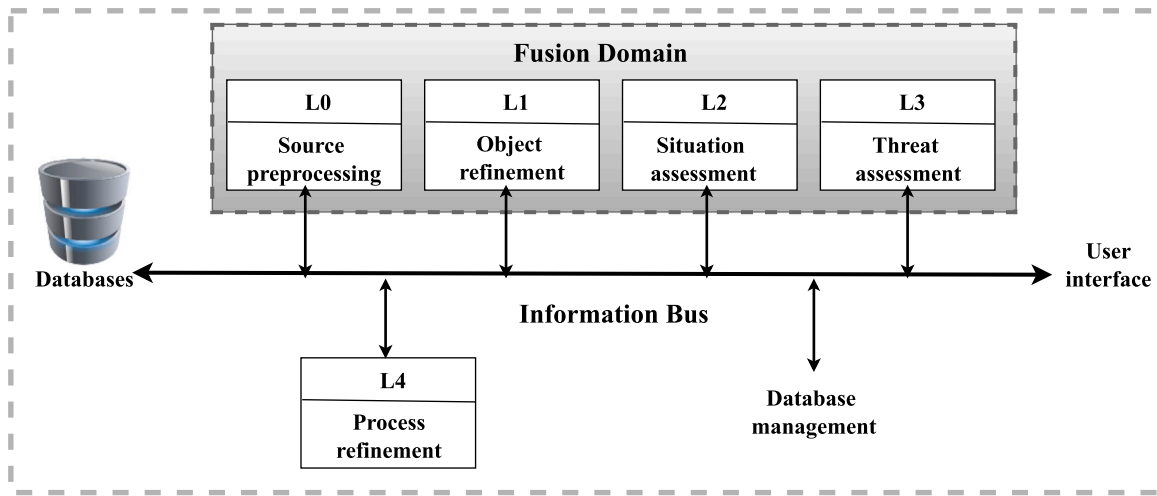 Fusion Domain
L0
Source
preprocessing
L1
Object
refinement
L2
Situation
assessment
L3
Threat
assessment
Databases
User
interface
Information Bus
L4
Process
refinement
Database
management